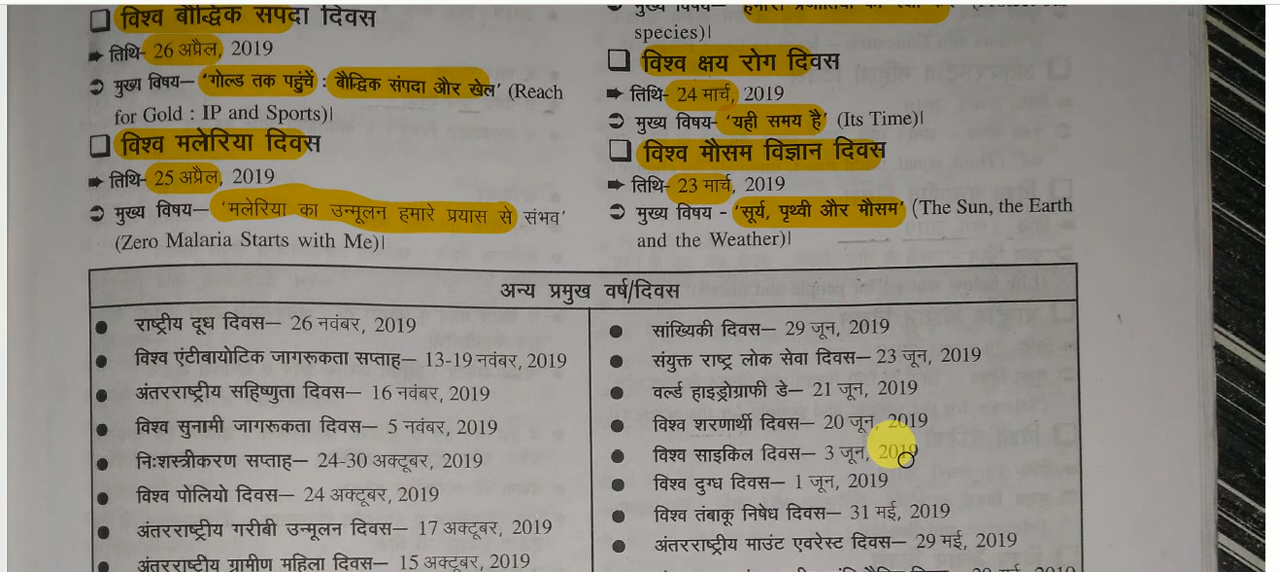 विश्व बौद्धिक सपदा दिवस
तिथि- 26 अप्रैल, 2019
मुख्य विषय– 'गोल्ड तक पहुंचें : बौद्धिक संपदा और खेल' (Reach
for Gold : IP and Sports)|
विश्व मलेरिया दिवस
तिथि- 25 अप्रैल, 2019
मुख्य विषय– 'मलेरिया का उन्मूलन हमारे प्रयास से संभव'
(Zero Malaria Starts with Me)|
species)|
विश्व क्षय रोग दिवस
तिथि- 24 मार्च, 2019
मुख्य विषय- 'यही समय है' (Its Time)|
विश्व मौसम विज्ञान दिवस
तिथि- 23 मार्च, 2019
मुख्य विषय - 'सूर्य, पृथ्वी और मौसम' (The Sun, the Earth
and the Weather)|
अन्य प्रमुख वर्ष/दिवस
राष्ट्रीय दूध दिवस– 26 नवंबर, 2019
विश्व एंटीबायोटिक जागरूकता सप्ताह– 13-19 नवंबर, 2019
अंतरराष्ट्रीय सहिष्णुता दिवस– 16 नवंबर, 2019
विश्व सुनामी जागरूकता दिवस– 5 नवंबर, 2019
निःशस्त्रीकरण सप्ताह– 24-30 अक्टूबर, 2019
विश्व पोलियो दिवस– 24 अक्टूबर, 2019
अंतरराष्ट्रीय गरीबी उन्मूलन दिवस– 17 अक्टूबर, 2019
अंतरराष्ट्रीय ग्रामीण महिला दिवस– 15 अक्टूबर, 2019
सांख्यिकी दिवस– 29 जून, 2019
संयुक्त राष्ट्र लोक सेवा दिवस– 23 जून, 2019
वर्ल्ड हाइड्रोग्राफी डे– 21 जून, 2019
विश्व शरणार्थी दिवस– 20 जून, 2019
विश्व साइकिल दिवस– 3 जून, 2019
विश्व दुग्ध दिवस– 1 जून, 2019
विश्व तंबाकू निषेध दिवस– 31 मई, 2019
अंतरराष्ट्रीय माउंट एवरेस्ट दिवस– 29 मई, 2019